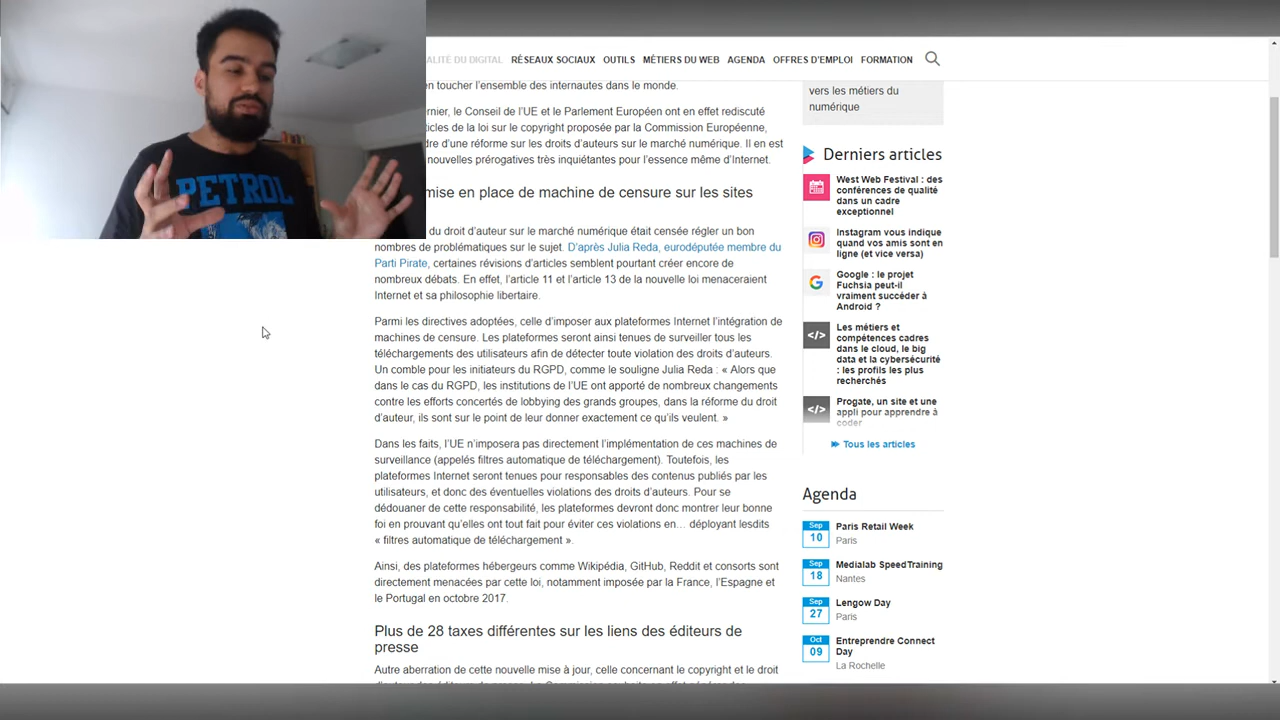 PETROL
ALITÉ DU DIGITAL RÉSEAUX SOCIAUX OUTILS MÉTIERS DU WEB AGENDA OFFRES D'EMPLOI FORMATION
en toucher l'ensemble des internautes dans le monde.
ernier, le Conseil de l'UE et le Parlement Européen ont en effet rediscuté
ticles de la loi sur le copyright proposée par la Commission Européenne,
dre d'une réforme sur les droits d'auteurs sur le marché numérique. Il en est
nouvelles prérogatives très inquiétantes pour l'essence même d'Internet.
mise en place de machine de censure sur les sites
du droit d'auteur sur le marché numérique était censée régler un bon
nombres de problématiques sur le sujet. D'après Julia Reda, eurodéputée membre du
Parti Pirate, certaines révisions d'articles semblent pourtant créer encore de
nombreux débats. En effet, l'article 11 et l'article 13 de la nouvelle loi menaceraient
Internet et sa philosophie libertaire.
Parmi les directives adoptées, celle d'imposer aux plateformes Internet l'intégration de
machines de censure. Les plateformes seront ainsi tenues de surveiller tous les
téléchargements des utilisateurs afin de détecter toute violation des droits d'auteurs.
Un comble pour les initiateurs du RGPD, comme le souligne Julia Reda : « Alors que
dans le cas du RGPD, les institutions de l'UE ont apporté de nombreux changements
contre les efforts concertés de lobbying des grands groupes, dans la réforme du droit
d'auteur, ils sont sur le point de leur donner exactement ce qu'ils veulent. »
Dans les faits, l'UE n'imposera pas directement l'implémentation de ces machines de
surveillance (appelés filtres automatique de téléchargement). Toutefois, les
plateformes Internet seront tenues pour responsables des contenus publiés par les
utilisateurs, et donc des éventuelles violations des droits d'auteurs. Pour se
dédouaner de cette responsabilité, les plateformes devront donc montrer leur bonne
foi en prouvant qu'elles ont tout fait pour éviter ces violations en… déployant lesdits
« filtres automatique de téléchargement ».
Ainsi, des plateformes hébergeurs comme Wikipédia, GitHub, Reddit et consorts sont
directement menacées par cette loi, notamment imposée par la France, l'Espagne et
le Portugal en octobre 2017.
Plus de 28 taxes différentes sur les liens des éditeurs de
presse
Autre aberration de cette nouvelle mise à jour, celle concernant le copyright et le droit
vers les métiers du
numérique
Derniers articles
West Web Festival : des
conférences de qualité
dans un cadre
exceptionnel
Instagram vous indique
quand vos amis sont en
ligne (et vice versa)
Google : le projet
Fuchsia peut-il
vraiment succéder à
Android ?
</> Les métiers et
compétences cadres
dans le cloud, le big
data et la cybersécurité
: les profils les plus
recherchés
</> Progate, un site et une
appli pour apprendre à
coder
Tous les articles
Agenda
Sep 10 Paris Retail Week
Paris
Sep 18 Medialab SpeedTraining
Nantes
Sep 27 Lengow Day
Paris
Oct 09 Entreprendre Connect
Day
La Rochelle